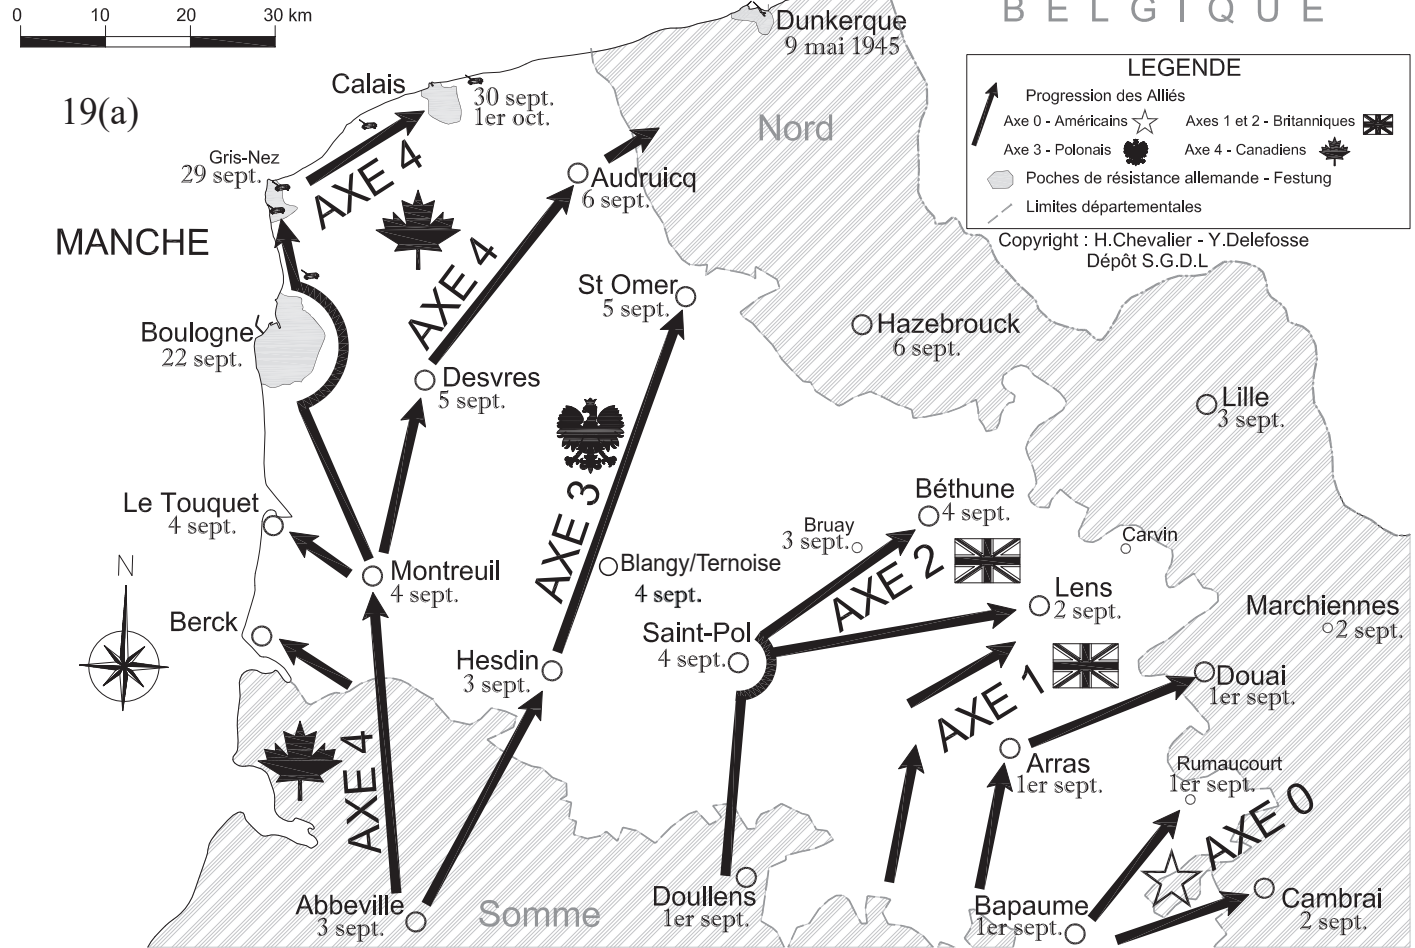 0 10 20 30 km
BELGIQUE
Dunkerque
9 mai 1945
LEGENDE
Progression des Alliés
Axe 0 - Américains
Axes 1 et 2 - Britanniques
Axe 3 - Polonais
Axe 4 - Canadiens
Poches de résistance allemande - Festung
Limites départementales
Copyright : H.Chevalier - Y.Delefosse
Dépôt S.G.D.L
19(a)
Calais
30 sept.
1er oct.
Nord
Gris-Nez
29 sept.
AXE 4
Audruicq
6 sept.
MANCHE
AXE 4
St Omer
5 sept.
Boulogne
22 sept.
Hazebrouck
6 sept.
Desvres
5 sept.
Lille
3 sept.
Le Touquet
4 sept.
AXE 3
Béthune
4 sept.
Bruay
3 sept.
Carvin
N
Montreuil
4 sept.
Blangy/Ternoise
4 sept.
AXE 2
Lens
2 sept.
Marchiennes
2 sept.
Berck
Hesdin
3 sept.
Saint-Pol
4 sept.
AXE 1
Douai
1er sept.
AXE 4
Arras
1er sept.
Rumaucourt
1er sept.
AXE 0
Abbeville
3 sept.
Somme
Doullens
1er sept.
Bapaume
1er sept.
Cambrai
2 sept.